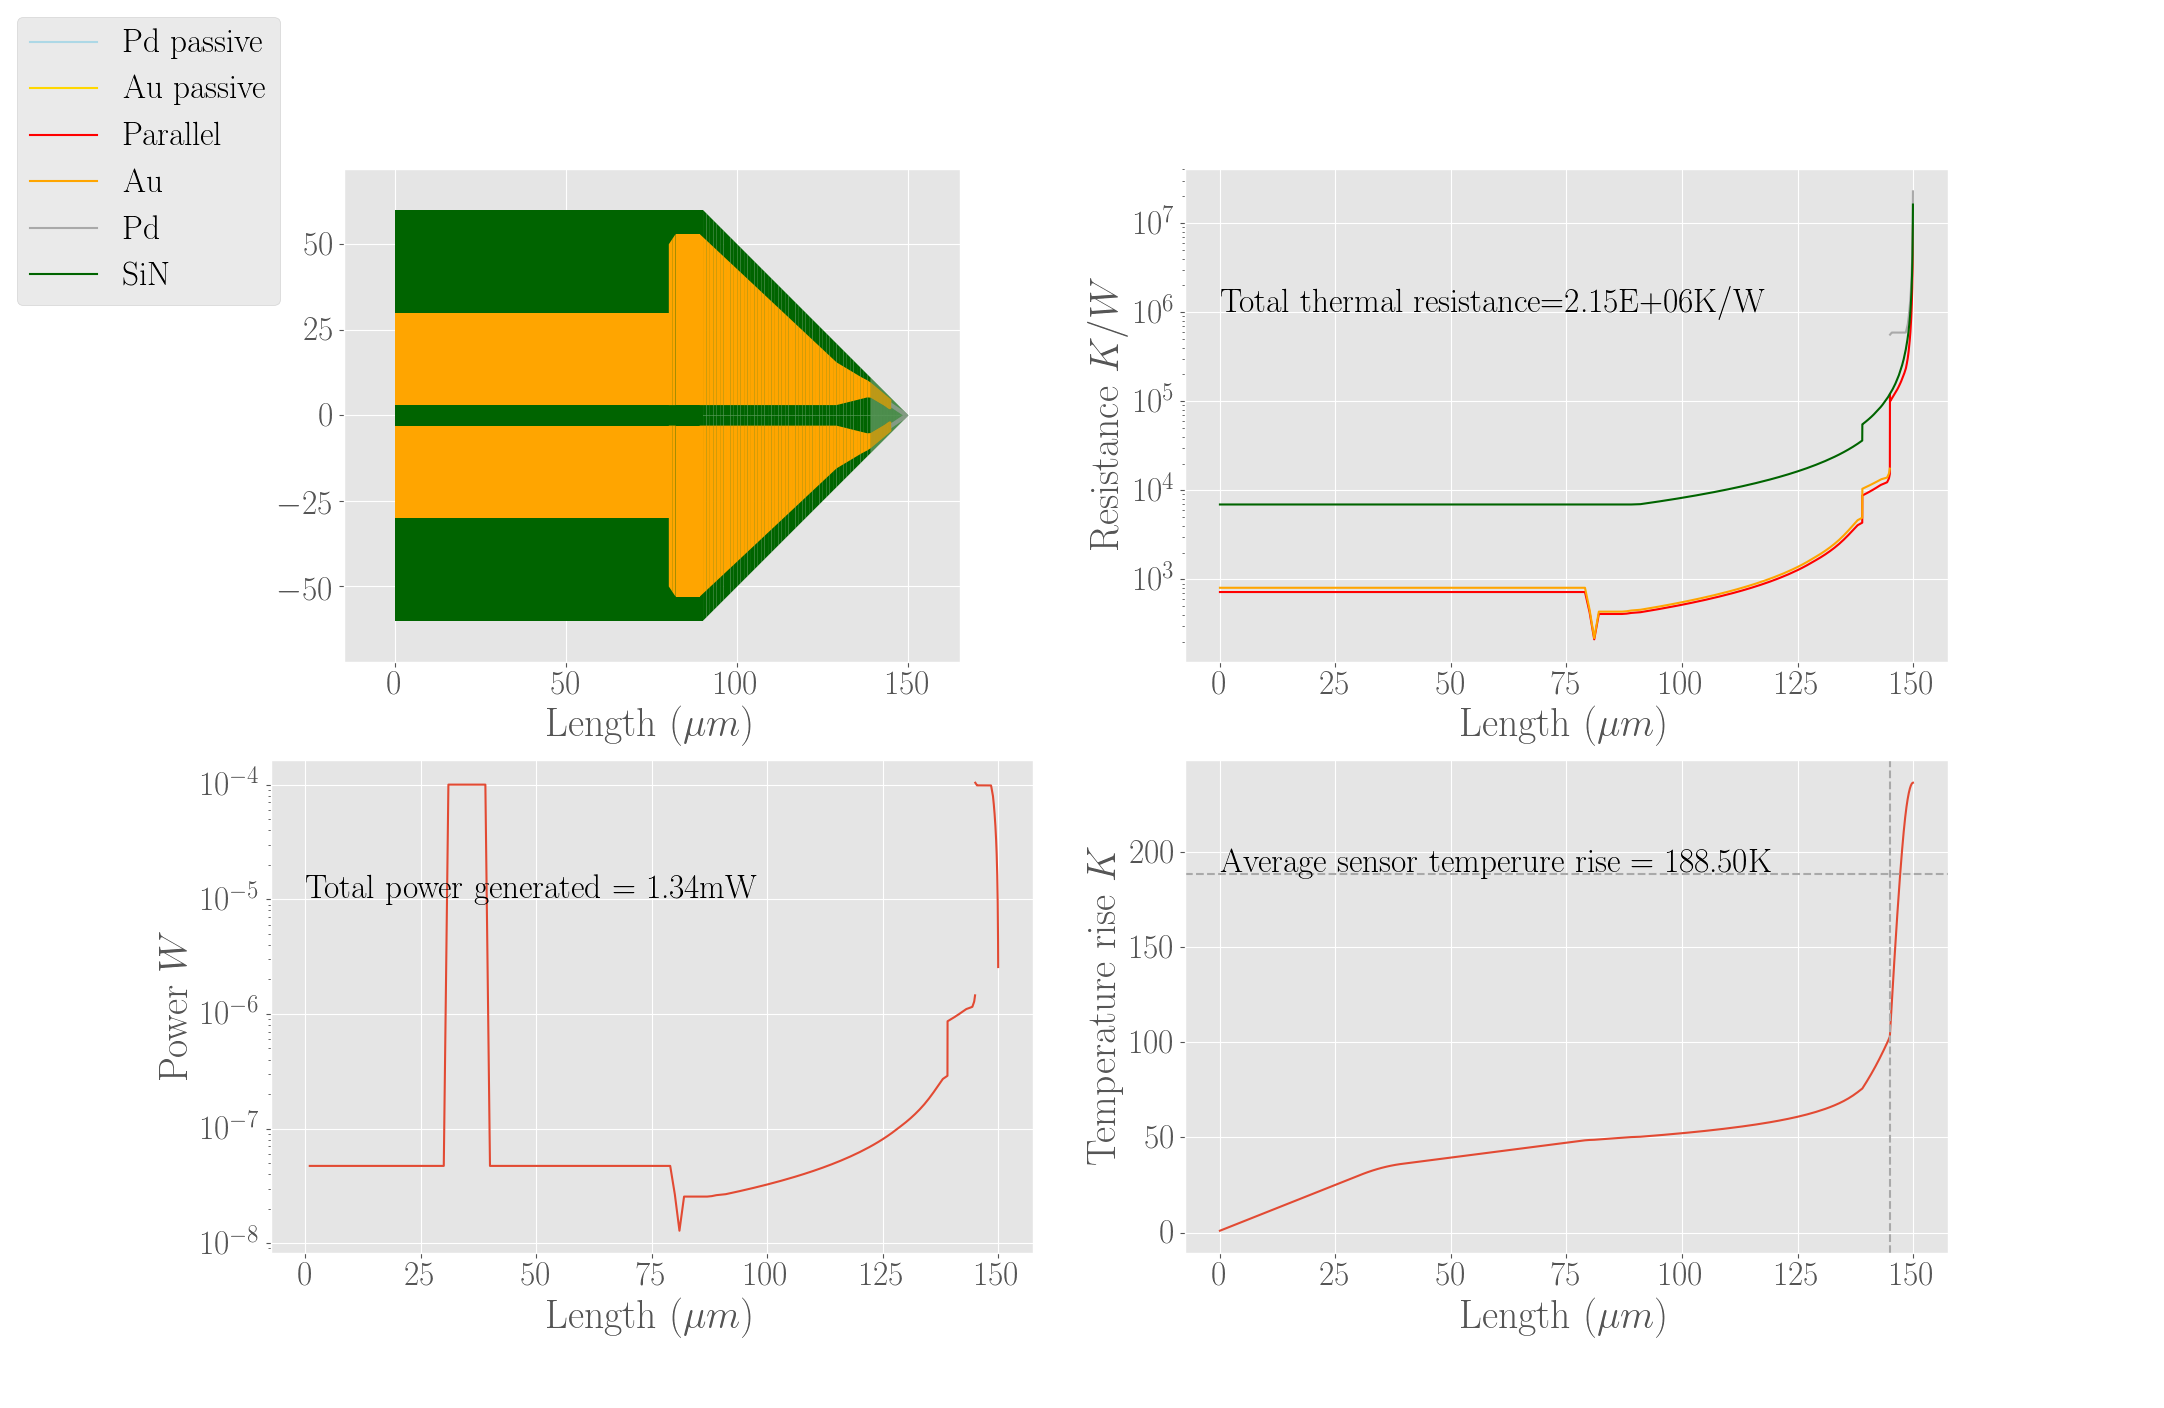 Pd passive
Au passive
Parallel
Au
Pd
SiN
50
25
0
−25
−50
0 50 100 150
Length (μm)
10^7
10^6
10^5
10^4
10^3
Resistance K/W
Total thermal resistance=2.15E+06K/W
0 25 50 75 100 125 150
Length (μm)
10^−4
10^−5
10^−6
10^−7
10^−8
Power W
Total power generated = 1.34mW
0 25 50 75 100 125 150
Length (μm)
200
150
100
50
0
Temperature rise K
Average sensor temperure rise = 188.50K
0 25 50 75 100 125 150
Length (μm)